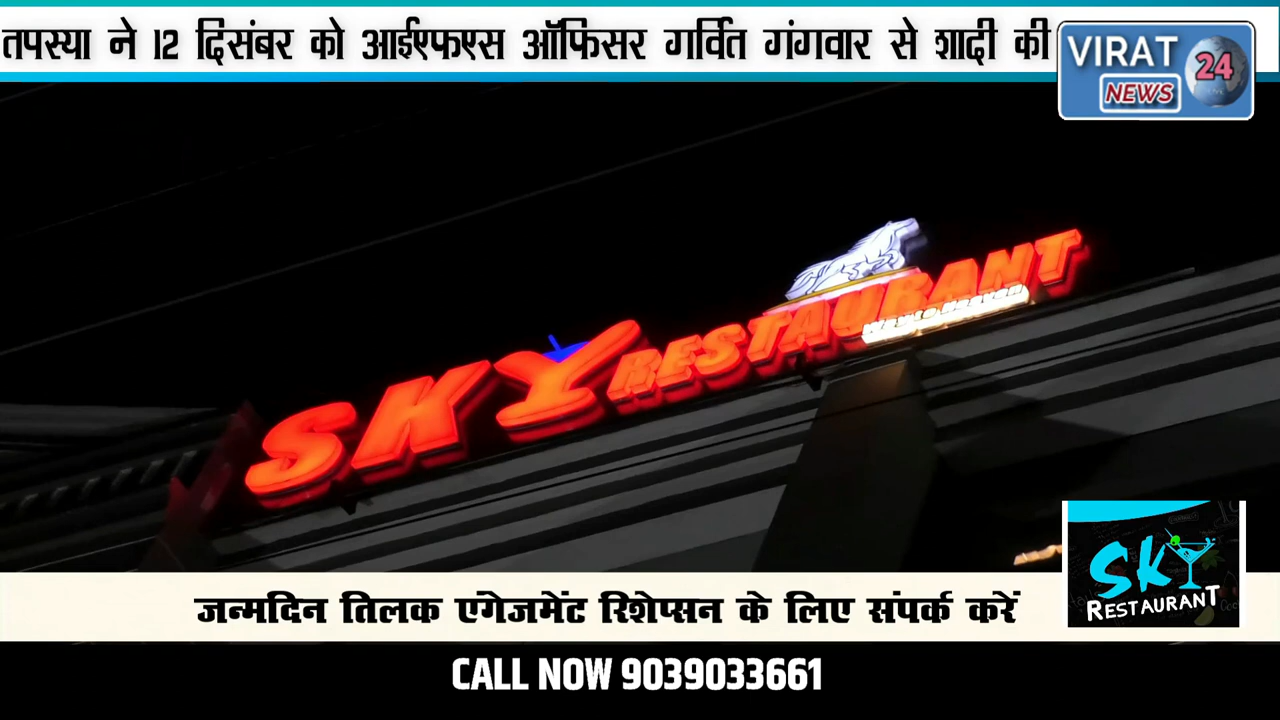 तपस्या ने 12 दिसंबर को आईएफएस ऑफिसर गर्वित गंगवार से शादी की
VIRAT
24
NEWS
SKY RESTAURANT
SKY
RESTAURANT
जन्मदिन तिलक एंगेजमेंट रिशेप्सन के लिए संपर्क करें
CALL NOW 9039033661